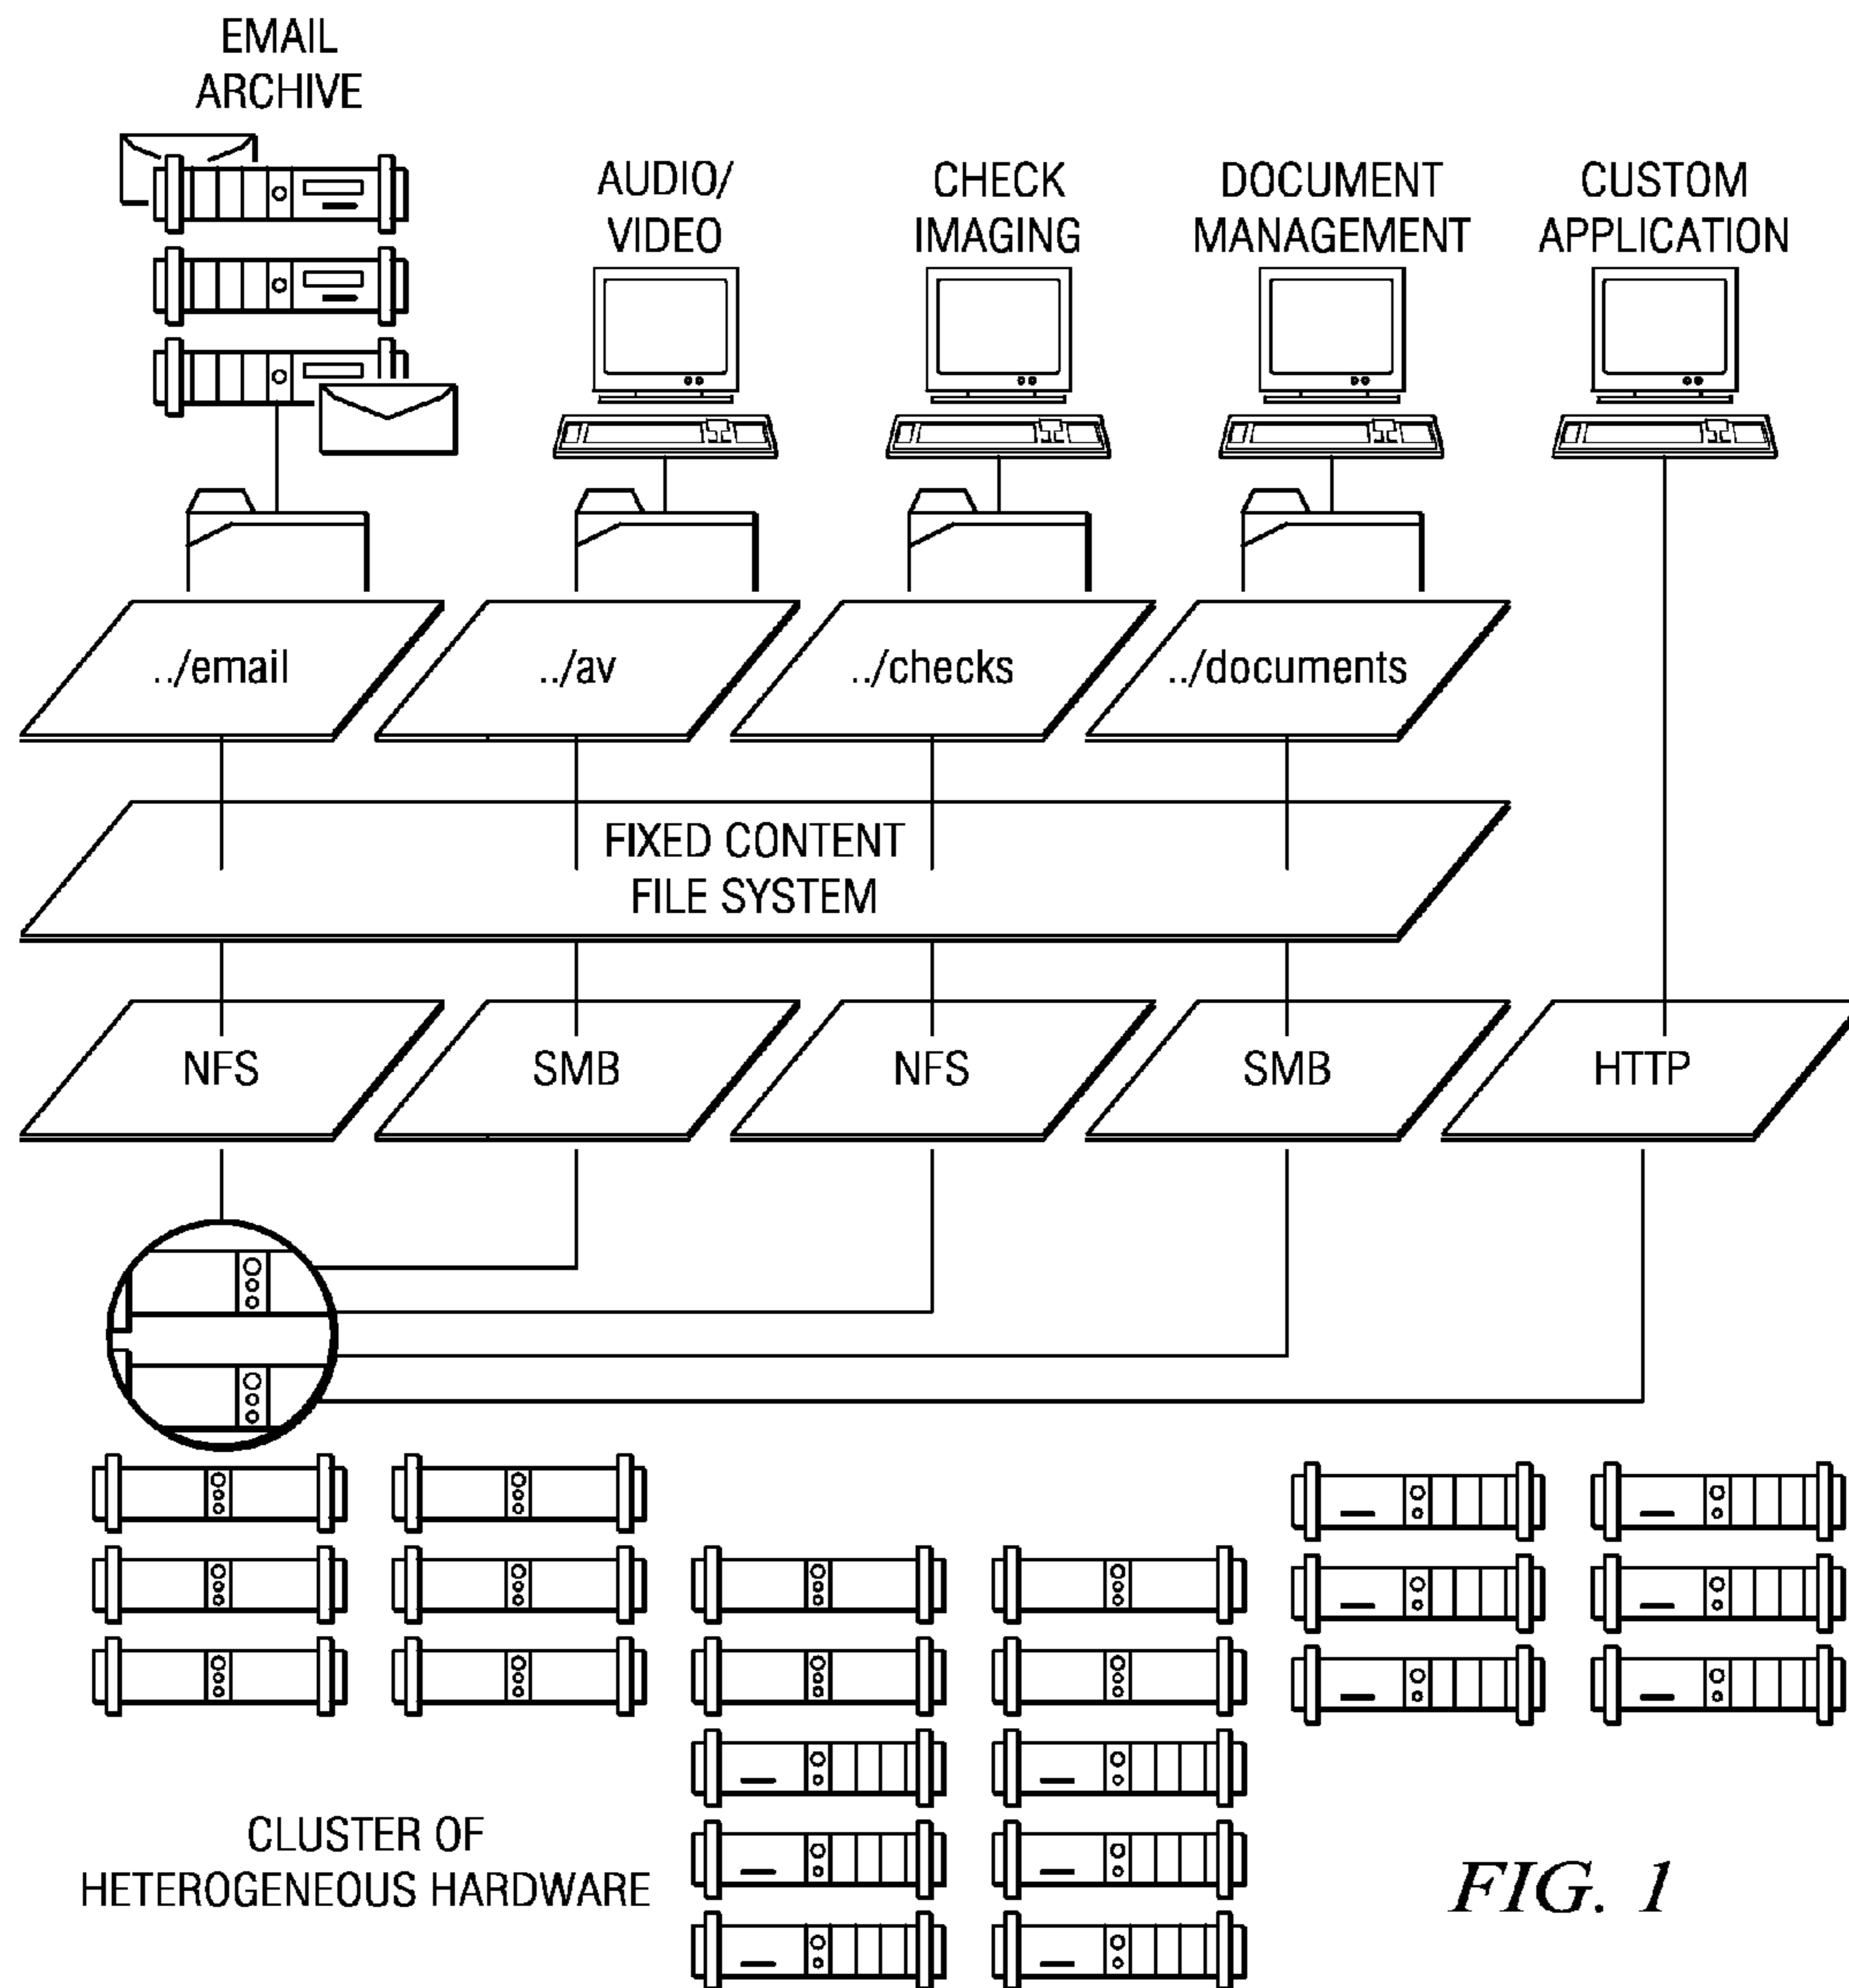 EMAIL
ARCHIVE
AUDIO/
VIDEO
CHECK
IMAGING
DOCUMENT
MANAGEMENT
CUSTOM
APPLICATION
../email
../av
../checks
../documents
FIXED CONTENT
FILE SYSTEM
NFS
SMB
NFS
SMB
HTTP
CLUSTER OF
HETEROGENEOUS HARDWARE
FIG. 1